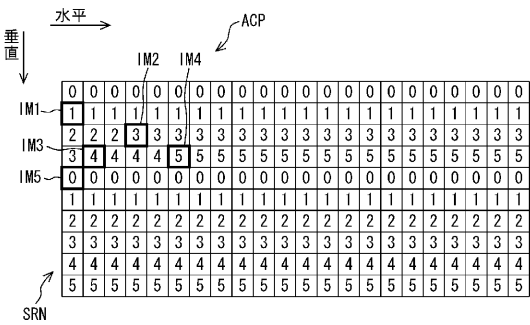 水平
ACP
垂直
IM2 IM4
0 0 0 0 0 0 0 0 0 0 0 0 0 0 0 0 0 0 0 0 0
IM1 1 1 1 1 1 1 1 1 1 1 1 1 1 1 1 1 1 1 1 1 1
2 2 2 3 3 3 3 3 3 3 3 3 3 3 3 3 3 3 3 3 3
IM3 3 4 4 4 4 5 5 5 5 5 5 5 5 5 5 5 5 5 5 5 5
IM5 0 0 0 0 0 0 0 0 0 0 0 0 0 0 0 0 0 0 0 0 0
1 1 1 1 1 1 1 1 1 1 1 1 1 1 1 1 1 1 1 1 1
2 2 2 2 2 2 2 2 2 2 2 2 2 2 2 2 2 2 2 2 2
3 3 3 3 3 3 3 3 3 3 3 3 3 3 3 3 3 3 3 3 3
4 4 4 4 4 4 4 4 4 4 4 4 4 4 4 4 4 4 4 4 4
5 5 5 5 5 5 5 5 5 5 5 5 5 5 5 5 5 5 5 5 5
SRN